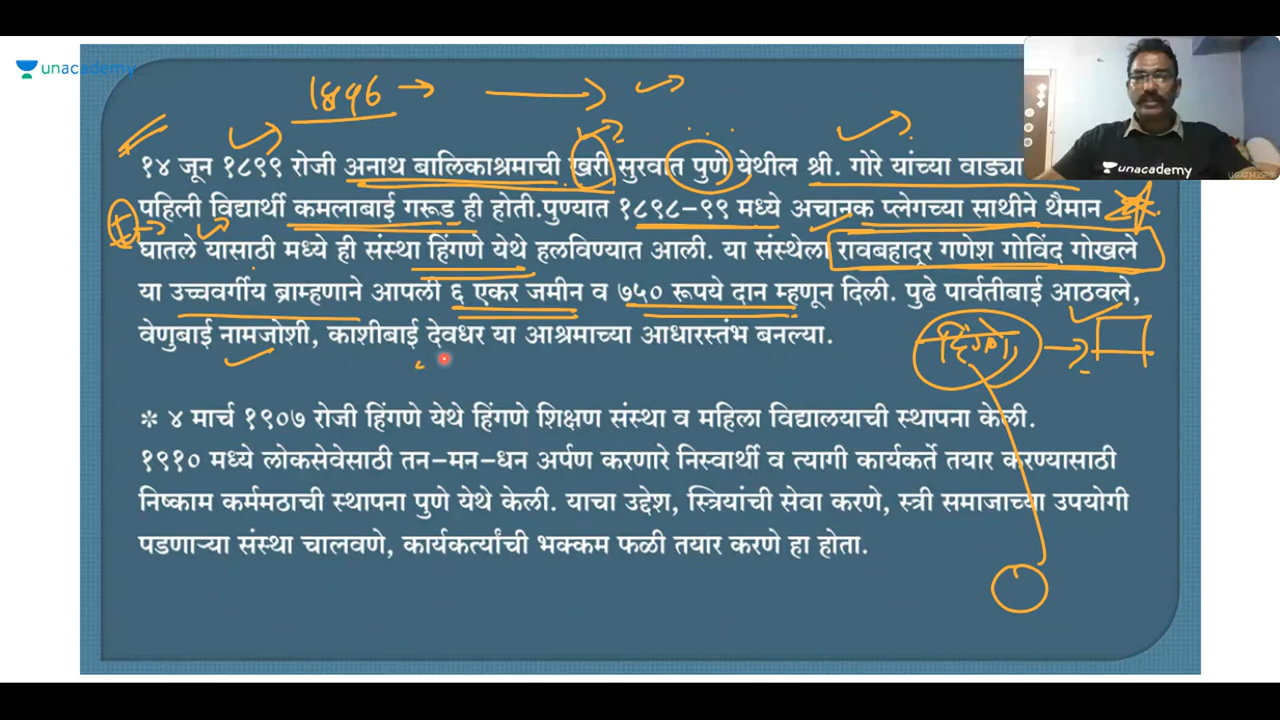 unacademy
1896 →
unacademy
१४ जून १८९९ रोजी अनाथ बालिकाश्रमाची खरी सुरवात पुणे येथील श्री. गोरे यांच्या वाड्या
पहिली विद्यार्थी कमलाबाई गरूड ही होती.पुण्यात १८९८-९९ मध्ये अचानक प्लेगच्या साथीने थैमान
घातले यासाठी मध्ये ही संस्था हिंगणे येथे हलविण्यात आली. या संस्थेला रावबहादूर गणेश गोविंद गोखले
या उच्चवर्गीय ब्राम्हणाने आपली ६ एकर जमीन व ७५० रूपये दान म्हणून दिली. पुढे पार्वतीबाई आठवले,
वेणुबाई नामजोशी, काशीबाई देवधर या आश्रमाच्या आधारस्तंभ बनल्या.
हिंगणे
* ४ मार्च १९०७ रोजी हिंगणे येथे हिंगणे शिक्षण संस्था व महिला विद्यालयाची स्थापना केली.
१९१० मध्ये लोकसेवेसाठी तन-मन-धन अर्पण करणारे निस्वार्थी व त्यागी कार्यकर्ते तयार करण्यासाठी
निष्काम कर्ममठाची स्थापना पुणे येथे केली. याचा उद्देश, स्त्रियांची सेवा करणे, स्त्री समाजाच्या उपयोगी
पडणाऱ्या संस्था चालवणे, कार्यकर्त्यांची भक्कम फळी तयार करणे हा होता.